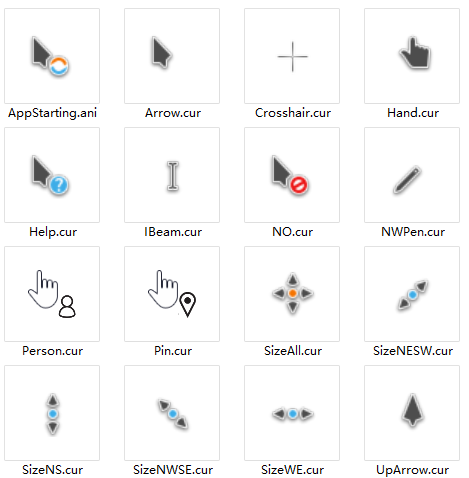 AppStarting.ani
Arrow.cur
Crosshair.cur
Hand.cur
?
Help.cur
IBeam.cur
NO.cur
NWPen.cur
Person.cur
Pin.cur
SizeAll.cur
SizeNESW.cur
SizeNS.cur
SizeNWSE.cur
SizeWE.cur
UpArrow.cur